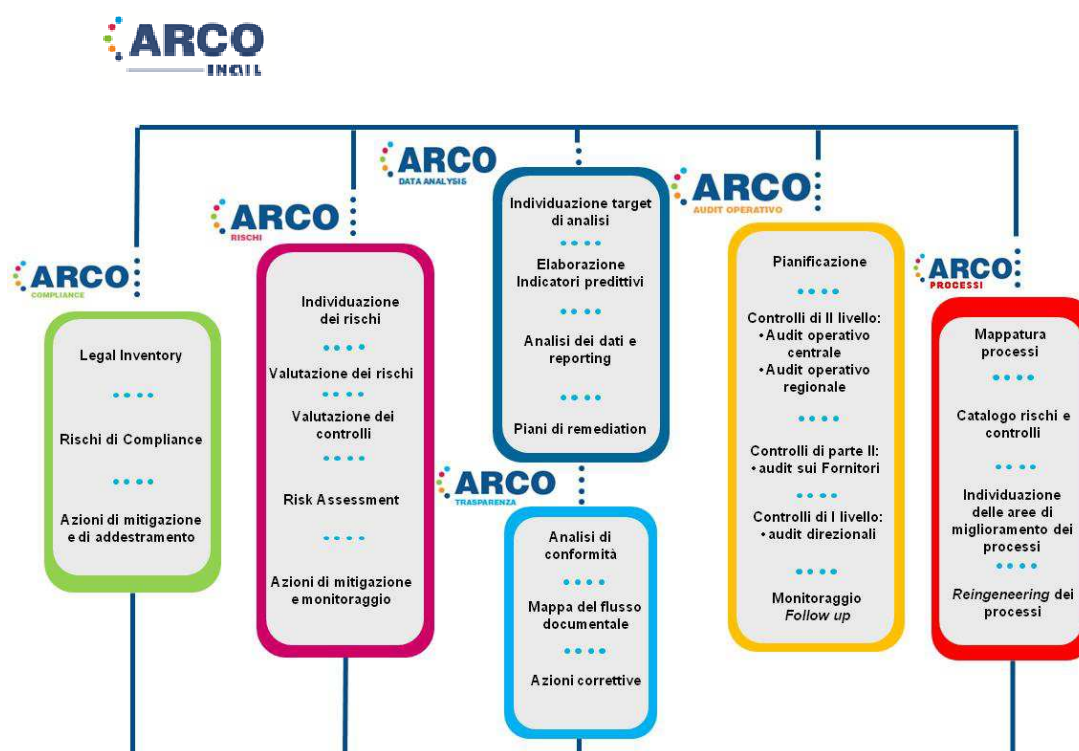 ARCO
INAIL
ARCO
COMPLIANCE
Legal Inventory
Rischi di Compliance
Azioni di mitigazione
e di addestramento
ARCO
RISCHI
Individuazione
dei rischi
Valutazione dei rischi
Valutazione dei
controlli
Risk Assessment
Azioni di mitigazione
e monitoraggio
ARCO
DATA ANALYSIS
Individuazione target
di analisi
Elaborazione
Indicatori predittivi
Analisi dei dati e
reporting
Piani di remediation
ARCO
TRASPARENZA
Analisi di
conformità
Mappa del flusso
documentale
Azioni correttive
ARCO
AUDIT OPERATIVO
Pianificazione
Controlli di II livello:
•Audit operativo
centrale
•Audit operativo
regionale
Controlli di parte II:
•audit sui Fornitori
Controlli di I livello:
•audit direzionali
Monitoraggio
Follow up
ARCO
PROCESSI
Mappatura
processi
Catalogo rischi e
controlli
Individuazione
delle aree di
miglioramento dei
processi
Reingeneering dei
processi